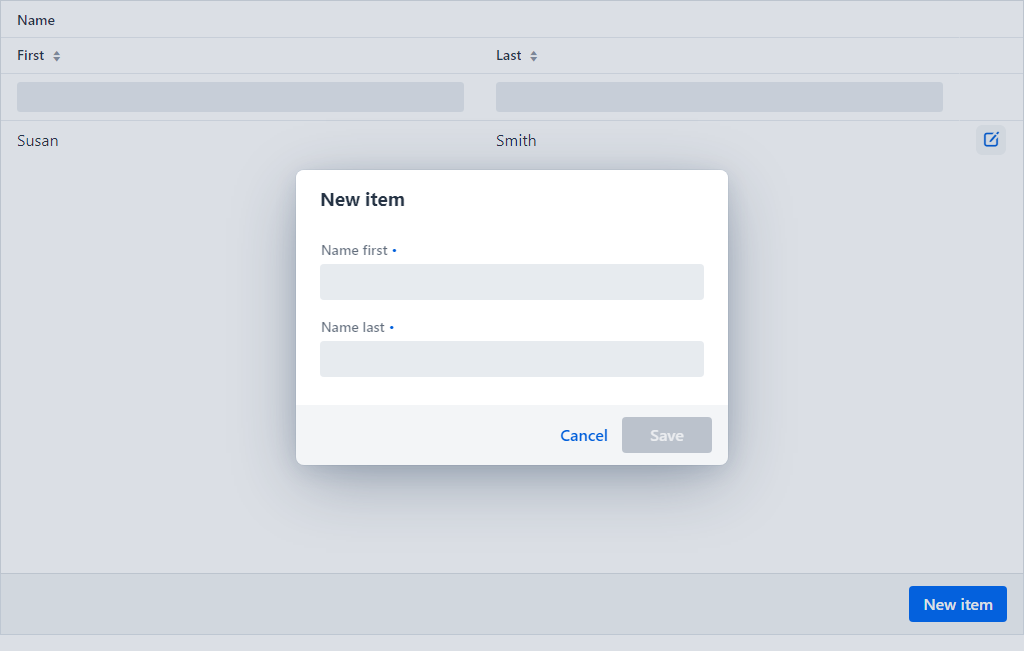 Name
First Last
Susan Smith
New item
Name first •
Name last •
Cancel Save
New item